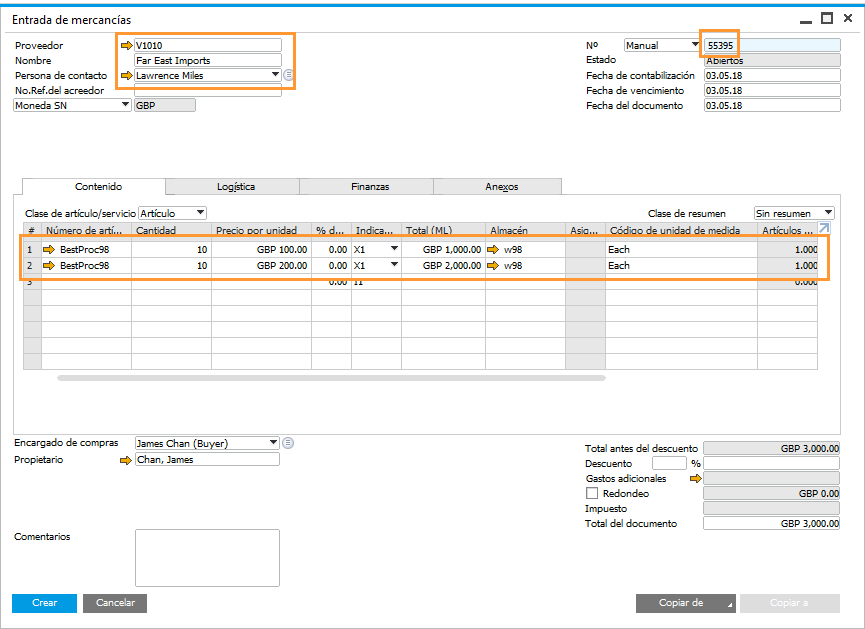 Entrada de mercancías
Proveedor V1010
Nombre Far East Imports
Persona de contacto Lawrence Miles
No.Ref.del acreedor
Moneda SN GBP
Nº Manual 55395
Estado Abiertos
Fecha de contabilización 03.05.18
Fecha de vencimiento 03.05.18
Fecha del documento 03.05.18
Contenido Logística Finanzas Anexos
Clase de artículo/servicio Artículo Clase de resumen Sin resumen
# Número de artí... Cantidad Precio por unidad % d... Indica... Total (ML) Almacén Asig... Código de unidad de medida Artículos ...
1 BestProc98 10 GBP 100.00 0.00 X1 GBP 1,000.00 w98 Each 1.000
2 BestProc98 10 GBP 200.00 0.00 X1 GBP 2,000.00 w98 Each 1.000
3 0.00 0.000
Encargado de compras James Chan (Buyer)
Propietario Chan, James
Total antes del descuento GBP 3,000.00
Descuento %
Gastos adicionales
Redondeo GBP 0.00
Impuesto
Total del documento GBP 3,000.00
Comentarios
Crear Cancelar Copiar de Copiar a